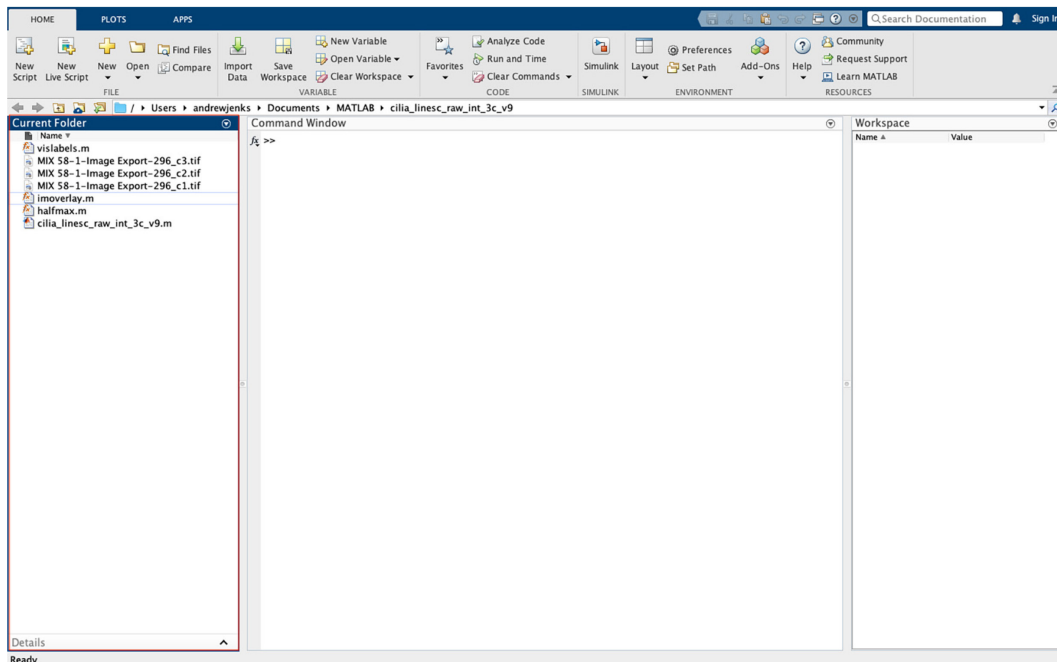 HOME PLOTS APPS Search Documentation Sign In
New Script
New Live Script
New
Open
Find Files
Compare
Import Data
Save Workspace
New Variable
Open Variable
Clear Workspace
Favorites
Analyze Code
Run and Time
Clear Commands
Simulink
Layout
Preferences
Set Path
Add-Ons
Help
Community
Request Support
Learn MATLAB
FILE VARIABLE CODE SIMULINK ENVIRONMENT RESOURCES
/ Users andrewjenks Documents MATLAB cilia_linesc_raw_int_3c_v9
Current Folder Command Window Workspace
Name Name Value
fx >>
vislabels.m
MIX 58-1-Image Export-296_c3.tif
MIX 58-1-Image Export-296_c2.tif
MIX 58-1-Image Export-296_c1.tif
imoverlay.m
halfmax.m
cilia_linesc_raw_int_3c_v9.m
Details
Ready